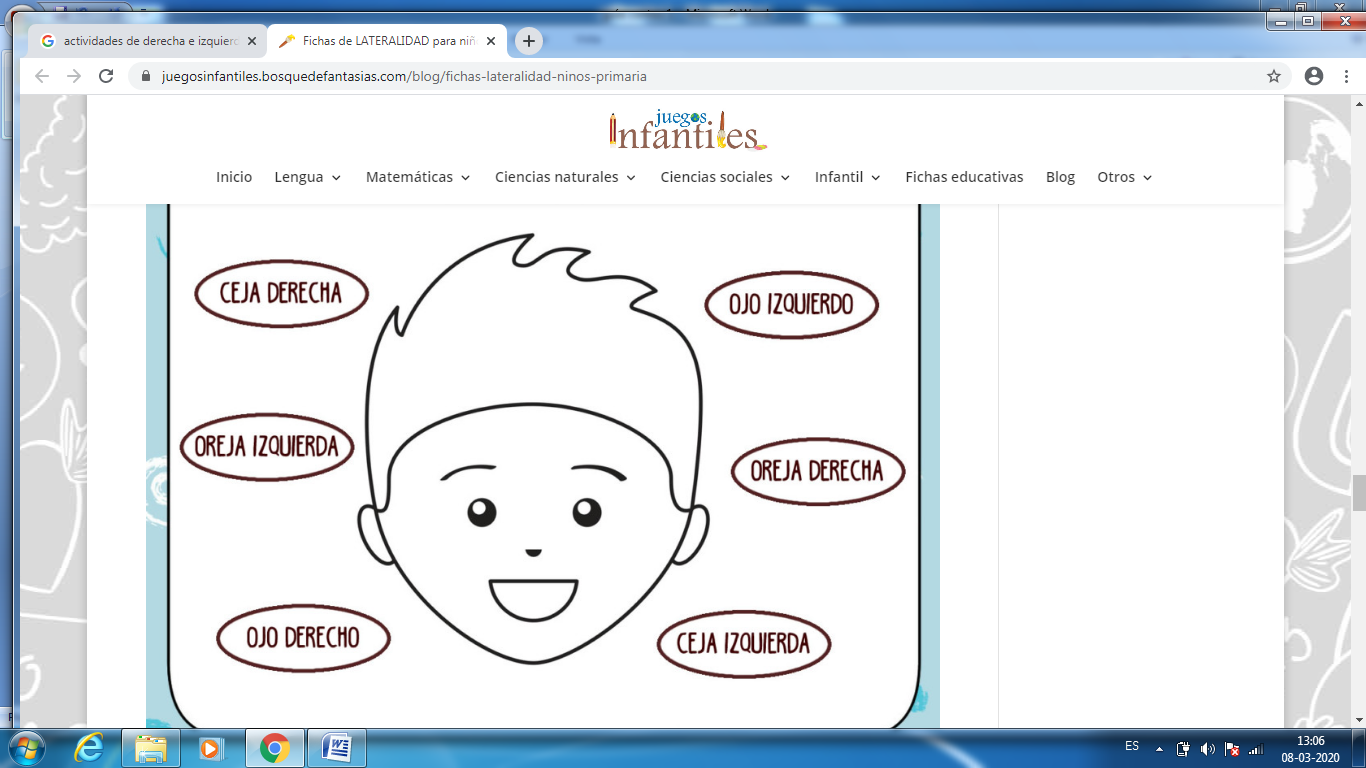 actividades de derecha e izquierd
Fichas de LATERALIDAD para niñ
juegosinfantiles.bosquedefantasias.com/blog/fichas-lateralidad-ninos-primaria
juegos
Infantiles
Inicio Lengua Matemáticas Ciencias naturales Ciencias sociales Infantil Fichas educativas Blog Otros
CEJA DERECHA
OJO IZQUIERDO
OREJA IZQUIERDA
OREJA DERECHA
OJO DERECHO
CEJA IZQUIERDA
ES
13:06
08-03-2020